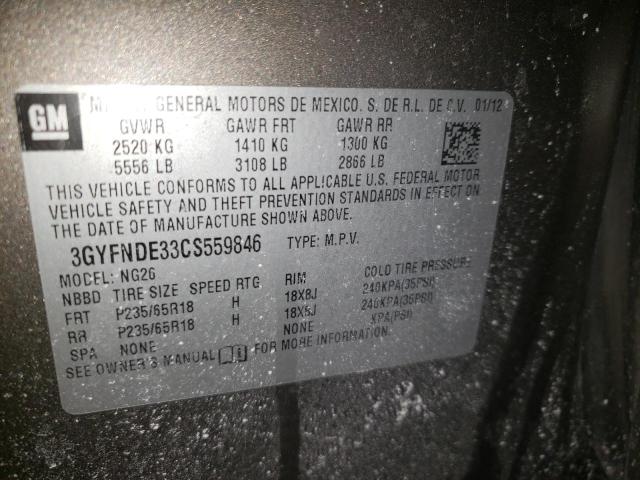 GM
GENERAL MOTORS DE MEXICO. S. DE R.L. DE C.V. 01/12
GVWR GAWR FRT GAWR RR
2520 KG 1410 KG 1300 KG
5556 LB 3108 LB 2866 LB
THIS VEHICLE CONFORMS TO ALL APPLICABLE U.S. FEDERAL MOTOR
VEHICLE SAFETY AND THEFT PREVENTION STANDARDS IN EFFECT ON
THE DATE OF MANUFACTURE SHOWN ABOVE.
3GYFNDE33CS559846 TYPE: M.P.V.
MODEL: NG26
NBBD TIRE SIZE SPEED RTG RIM COLD TIRE PRESSURE
FRT P235/65R18 H 18X8J 240KPA(35PSI)
RR P235/65R18 H 18X8J 240KPA(35PSI)
SPA NONE NONE KPA(PSI)
SEE OWNER'S MANUAL FOR MORE INFORMATION.